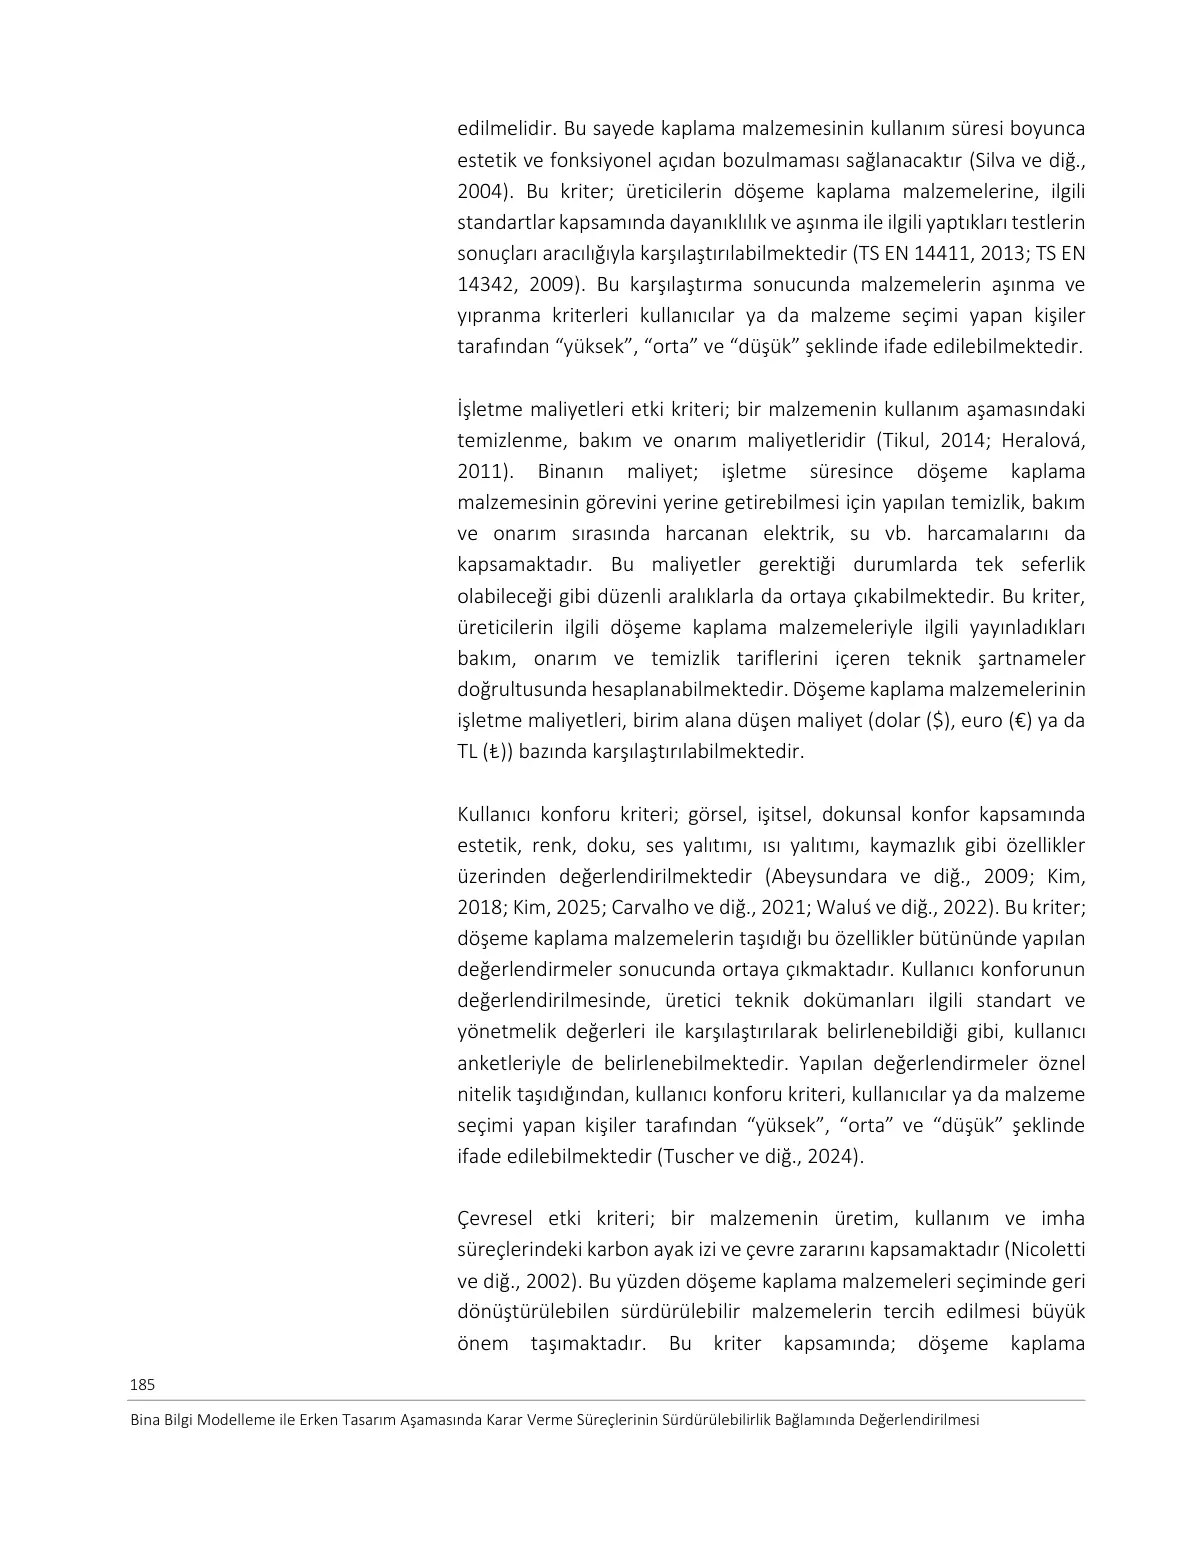 edilmelidir. Bu sayede kaplama malzemesinin kullanım süresi boyunca
estetik ve fonksiyonel açıdan bozulmaması sağlanacaktır (Silva ve diğ.,
2004). Bu kriter; üreticilerin döşeme kaplama malzemelerine, ilgili
standartlar kapsamında dayanıklılık ve aşınma ile ilgili yaptıkları testlerin
sonuçları aracılığıyla karşılaştırılabilmektedir (TS EN 14411, 2013; TS EN
14342, 2009). Bu karşılaştırma sonucunda malzemelerin aşınma ve
yıpranma kriterleri kullanıcılar ya da malzeme seçimi yapan kişiler
tarafından “yüksek”, “orta” ve “düşük” şeklinde ifade edilebilmektedir.
İşletme maliyetleri etki kriteri; bir malzemenin kullanım aşamasındaki
temizlenme, bakım ve onarım maliyetleridir (Tikul, 2014; Heralová,
2011). Binanın maliyet; işletme süresince döşeme kaplama
malzemesinin görevini yerine getirebilmesi için yapılan temizlik, bakım
ve onarım sırasında harcanan elektrik, su vb. harcamalarını da
kapsamaktadır. Bu maliyetler gerektiği durumlarda tek seferlik
olabileceği gibi düzenli aralıklarla da ortaya çıkabilmektedir. Bu kriter,
üreticilerin ilgili döşeme kaplama malzemeleriyle ilgili yayınladıkları
bakım, onarım ve temizlik tariflerini içeren teknik şartnameler
doğrultusunda hesaplanabilmektedir. Döşeme kaplama malzemelerinin
işletme maliyetleri, birim alana düşen maliyet (dolar ($), euro (€) ya da
TL (₺)) bazında karşılaştırılabilmektedir.
Kullanıcı konforu kriteri; görsel, işitsel, dokunsal konfor kapsamında
estetik, renk, doku, ses yalıtımı, ısı yalıtımı, kaymazlık gibi özellikler
üzerinden değerlendirilmektedir (Abeysundara ve diğ., 2009; Kim,
2018; Kim, 2025; Carvalho ve diğ., 2021; Waluś ve diğ., 2022). Bu kriter;
döşeme kaplama malzemelerin taşıdığı bu özellikler bütününde yapılan
değerlendirmeler sonucunda ortaya çıkmaktadır. Kullanıcı konforunun
değerlendirilmesinde, üretici teknik dokümanları ilgili standart ve
yönetmelik değerleri ile karşılaştırılarak belirlenebildiği gibi, kullanıcı
anketleriyle de belirlenebilmektedir. Yapılan değerlendirmeler öznel
nitelik taşıdığından, kullanıcı konforu kriteri, kullanıcılar ya da malzeme
seçimi yapan kişiler tarafından “yüksek”, “orta” ve “düşük” şeklinde
ifade edilebilmektedir (Tuscher ve diğ., 2024).
Çevresel etki kriteri; bir malzemenin üretim, kullanım ve imha
süreçlerindeki karbon ayak izi ve çevre zararını kapsamaktadır (Nicoletti
ve diğ., 2002). Bu yüzden döşeme kaplama malzemeleri seçiminde geri
dönüştürülebilen sürdürülebilir malzemelerin tercih edilmesi büyük
önem taşımaktadır. Bu kriter kapsamında; döşeme kaplama
185
Bina Bilgi Modelleme ile Erken Tasarım Aşamasında Karar Verme Süreçlerinin Sürdürülebilirlik Bağlamında Değerlendirilmesi